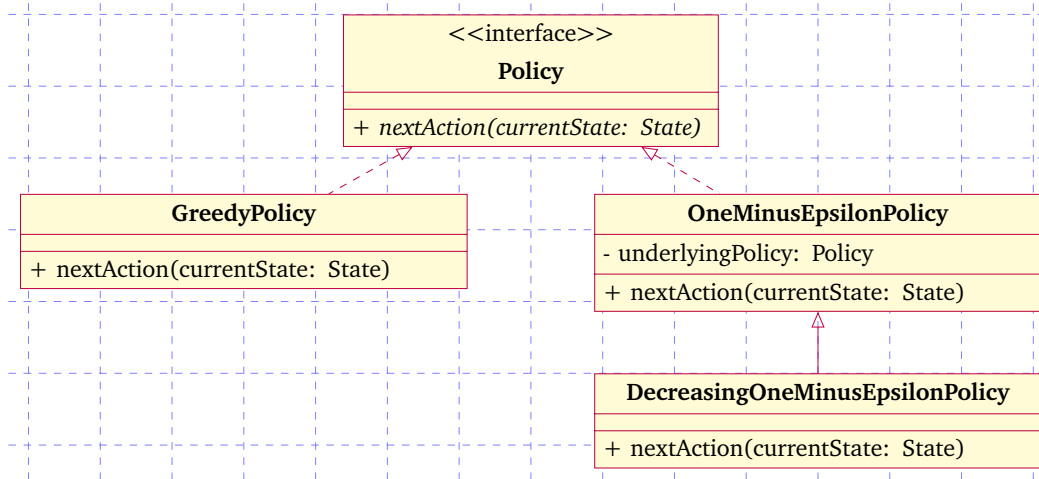 <<interface>>
Policy
+ nextAction(currentState: State)
GreedyPolicy
+ nextAction(currentState: State)
OneMinusEpsilonPolicy
- underlyingPolicy: Policy
+ nextAction(currentState: State)
DecreasingOneMinusEpsilonPolicy
+ nextAction(currentState: State)